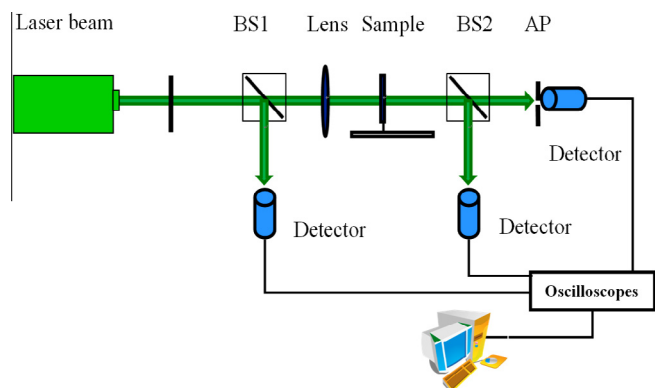 Laser beam
BS1
Lens
Sample
BS2
AP
Detector
Detector
Detector
Oscilloscopes